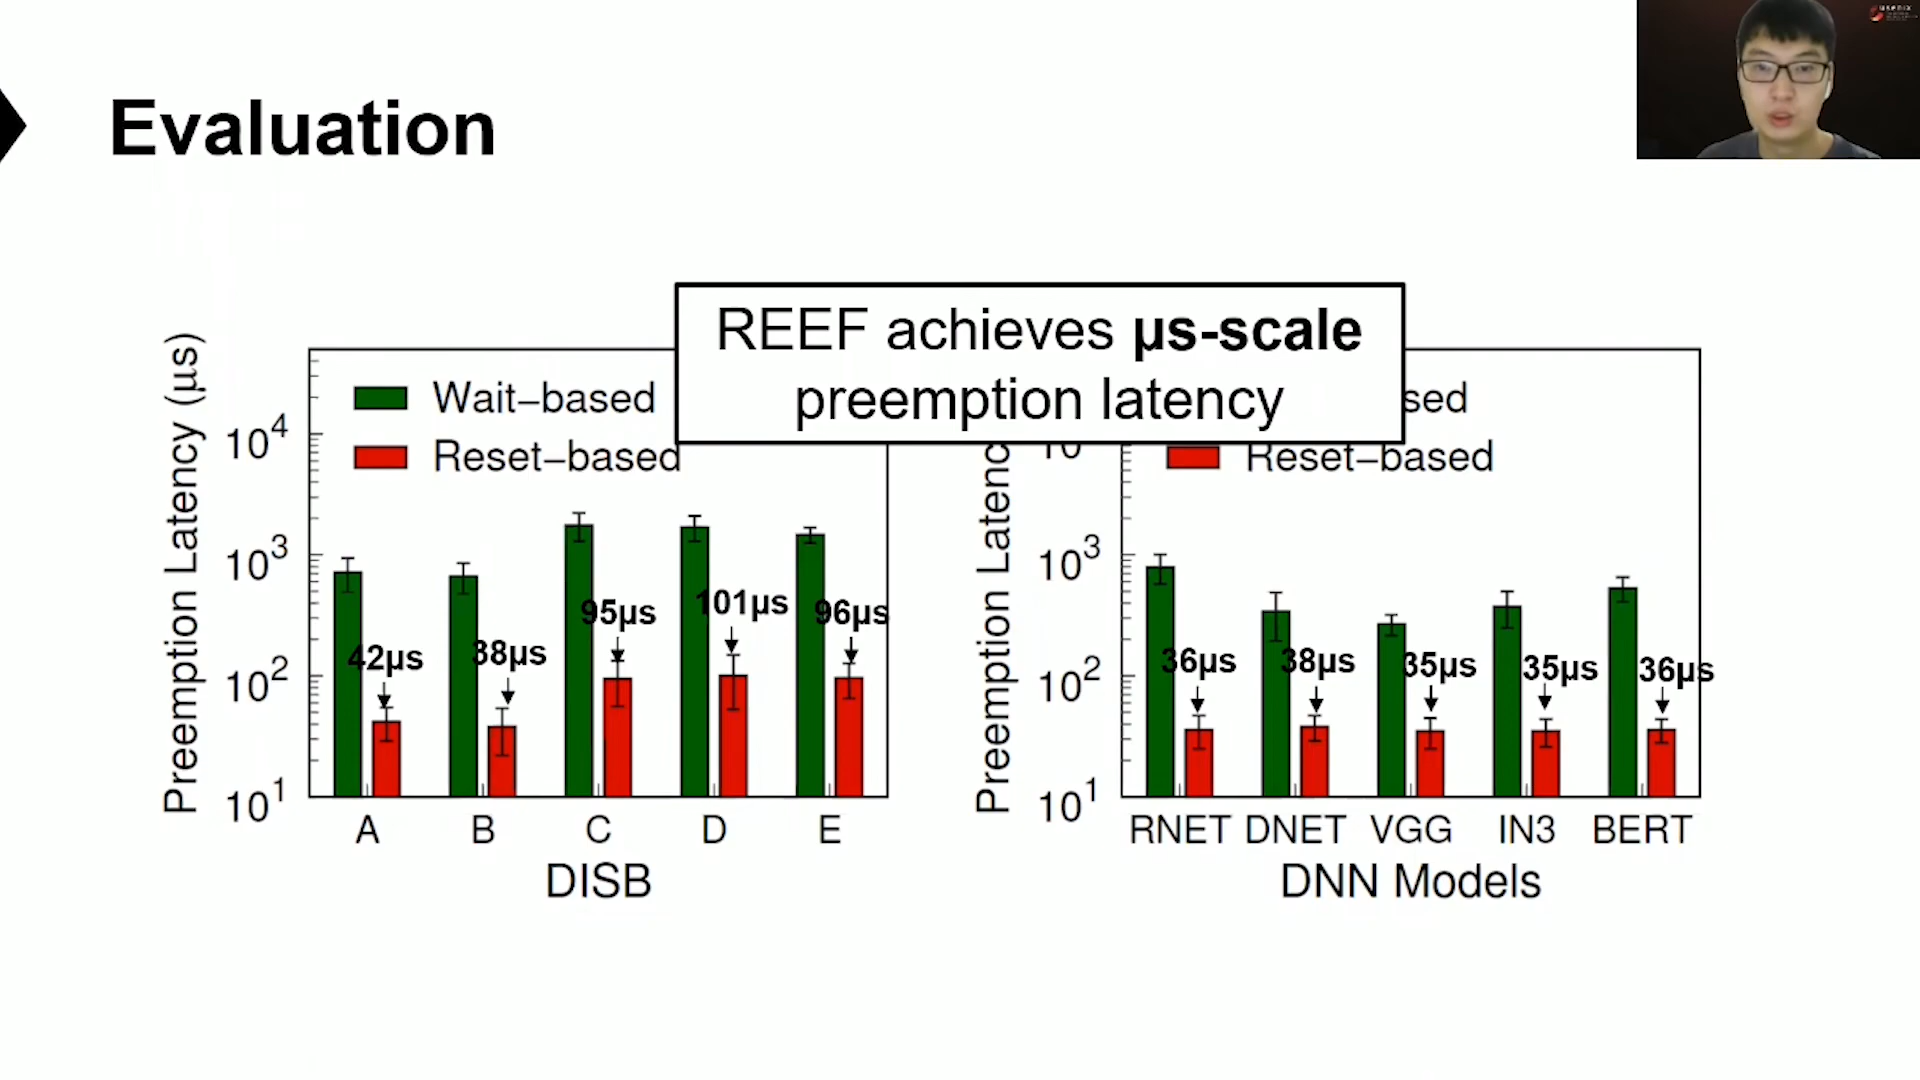 Evaluation
usenix
REEF achieves µs-scale
preemption latency
Preemption Latency (µs)
Wait–based
Reset–based
10⁴
10³
10²
10¹
42µs
38µs
95µs
101µs
96µs
A B C D E
DISB
Preemption Latenc
sed
Reset–based
10
10³
10²
10¹
36µs
38µs
35µs
35µs
36µs
RNET DNET VGG IN3 BERT
DNN Models